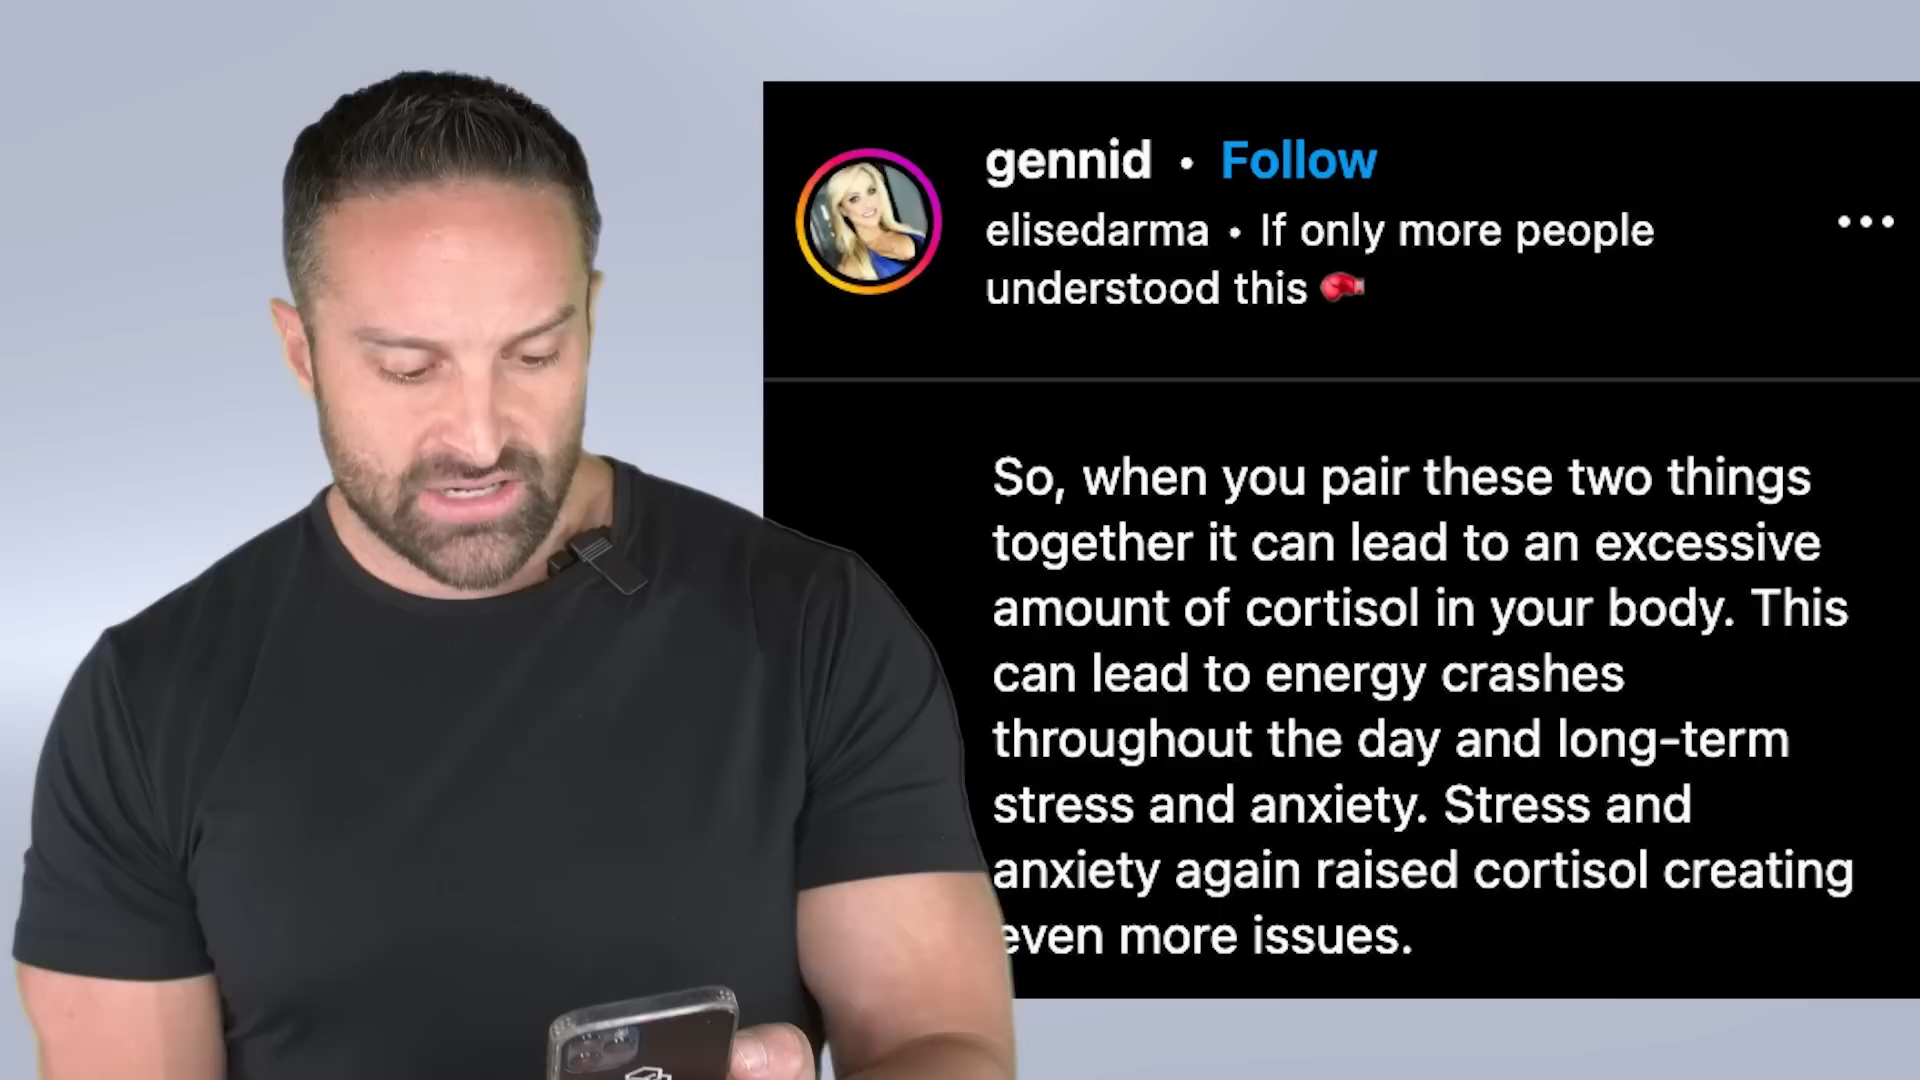 gennid • Follow
elisedarma • If only more people
understood this 🥊
So, when you pair these two things
together it can lead to an excessive
amount of cortisol in your body. This
can lead to energy crashes
throughout the day and long-term
stress and anxiety. Stress and
anxiety again raised cortisol creating
even more issues.